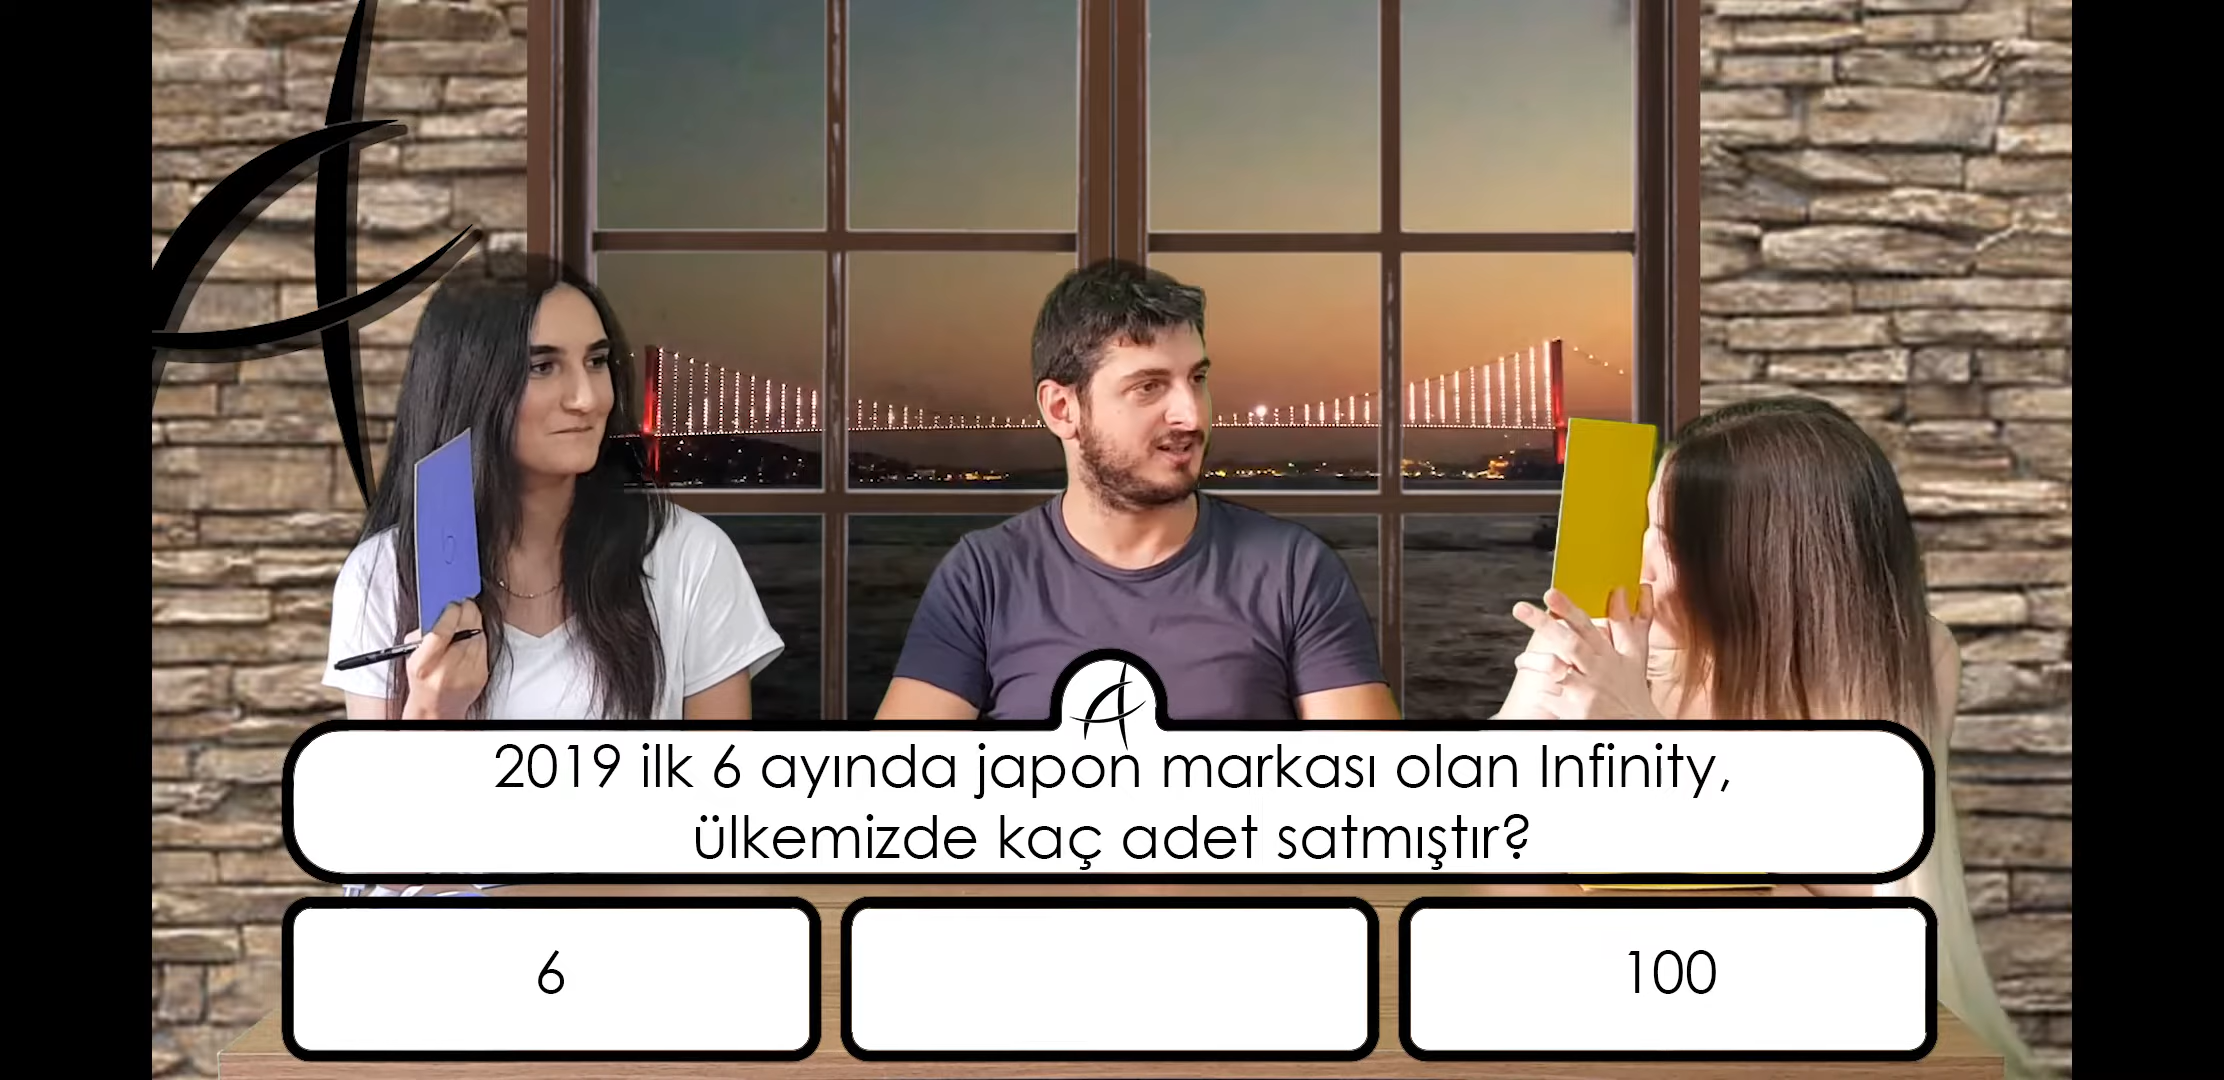 2019 ilk 6 ayında japon markası olan Infinity,
ülkemizde kaç adet satmıştır?
6
100